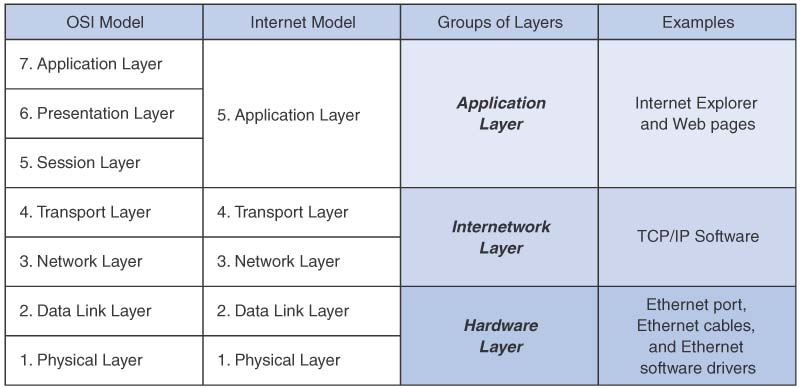 OSI Model
Internet Model
Groups of Layers
Examples
7. Application Layer
6. Presentation Layer
5. Session Layer
5. Application Layer
Application
Layer
Internet Explorer
and Web pages
4. Transport Layer
4. Transport Layer
3. Network Layer
3. Network Layer
Internetwork
Layer
TCP/IP Software
2. Data Link Layer
2. Data Link Layer
1. Physical Layer
1. Physical Layer
Hardware
Layer
Ethernet port,
Ethernet cables,
and Ethernet
software drivers